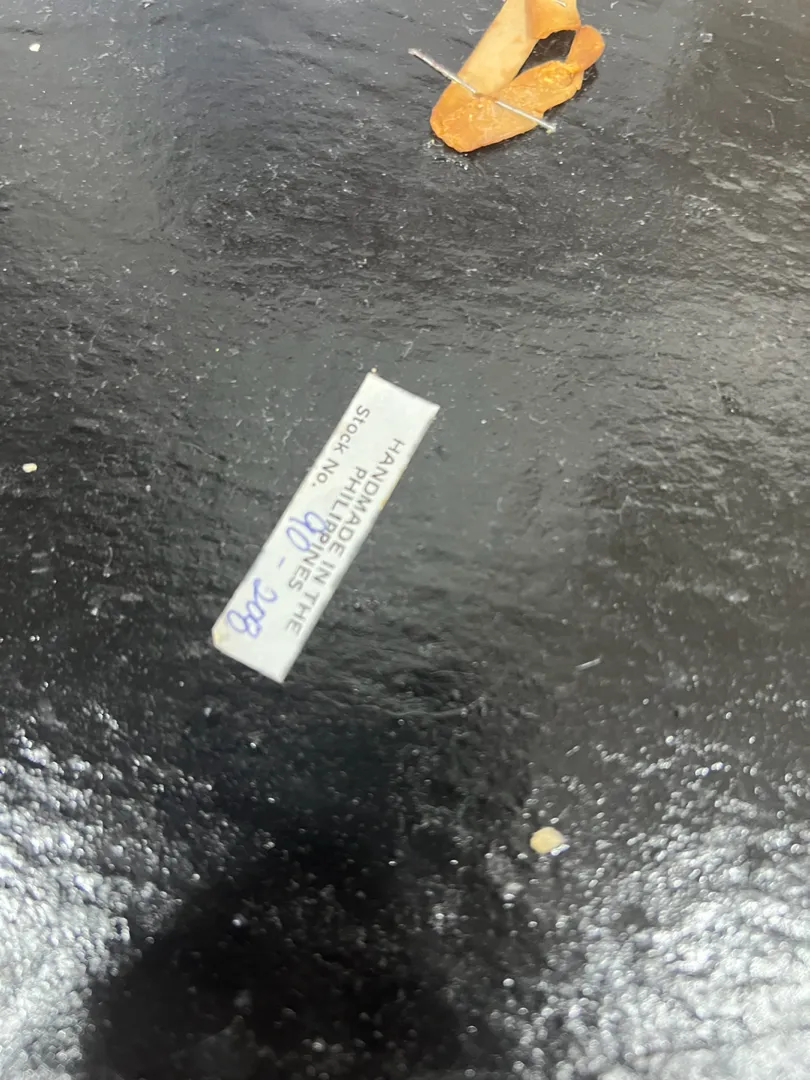 HANDMADE IN THE
PHILIPPINES
Stock No. 90 - 208